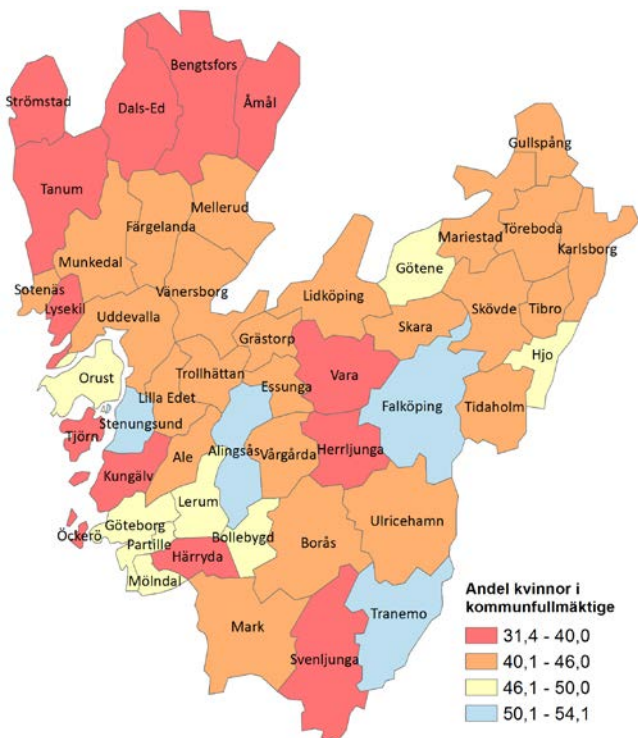 Bengtsfors
Strömstad
Dals-Ed
Åmål
Gullspång
Tanum
Mellerud
Färgelanda
Töreboda
Mariestad
Karlsborg
Munkedal
Götene
Sotenäs
Vänersborg
Lidköping
Lysekil
Skövde
Tibro
Uddevalla
Skara
Grästorp
Hjo
Trollhättan
Vara
Orust
Essunga
Lilla Edet
Falköping
Tidaholm
Stenungsund
Tjörn
Alingsås
Vårgårda
Herrljunga
Ale
Kungälv
Lerum
Göteborg
Ulricehamn
Öckerö
Bollebygd
Partille
Borås
Härryda
Mölndal
Tranemo
Mark
Svenljunga
Andel kvinnor i
kommunfullmäktige
31,4 - 40,0
40,1 - 46,0
46,1 - 50,0
50,1 - 54,1